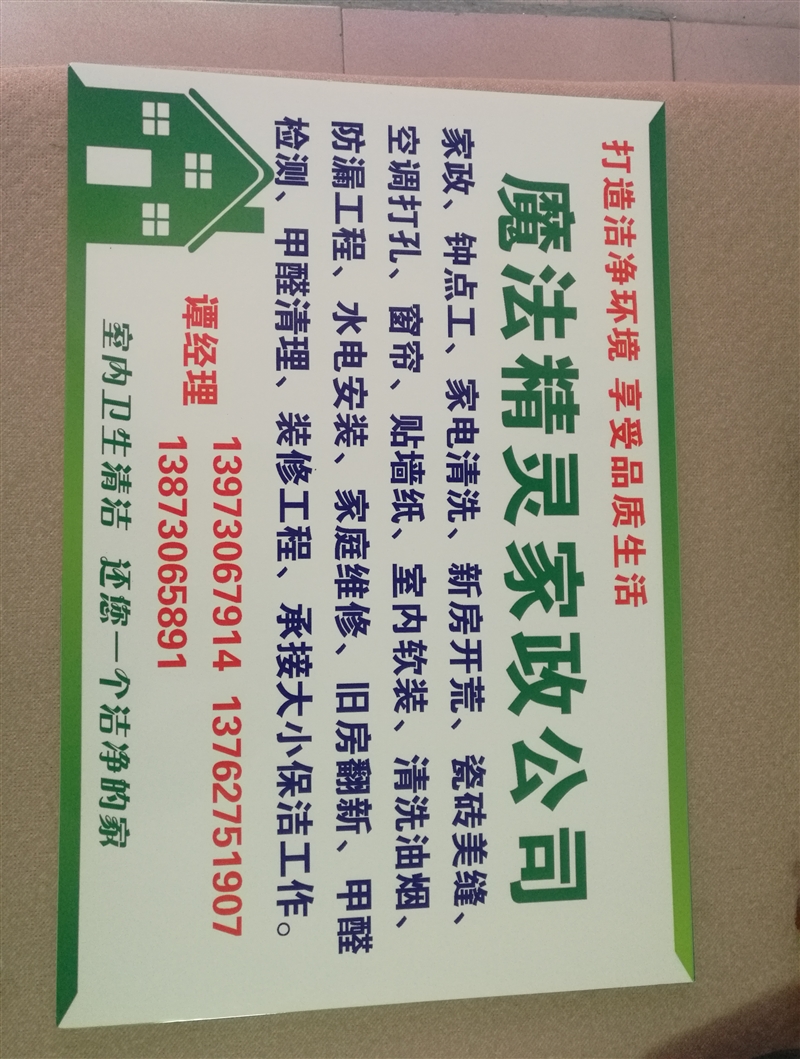 打造洁净环境 享受品质生活
魔法精灵家政公司
家政、钟点工、家电清洗、新房开荒、瓷砖美缝、
空调打孔、窗帘、贴墙纸、室内软装、清洗油烟、
防漏工程、水电安装、家庭维修、旧房翻新、甲醛
检测、甲醛清理、装修工程、承接大小保洁工作。
谭经理 13973067914 13762751907
13873065891
室内卫生清洁 还您一个洁净的家